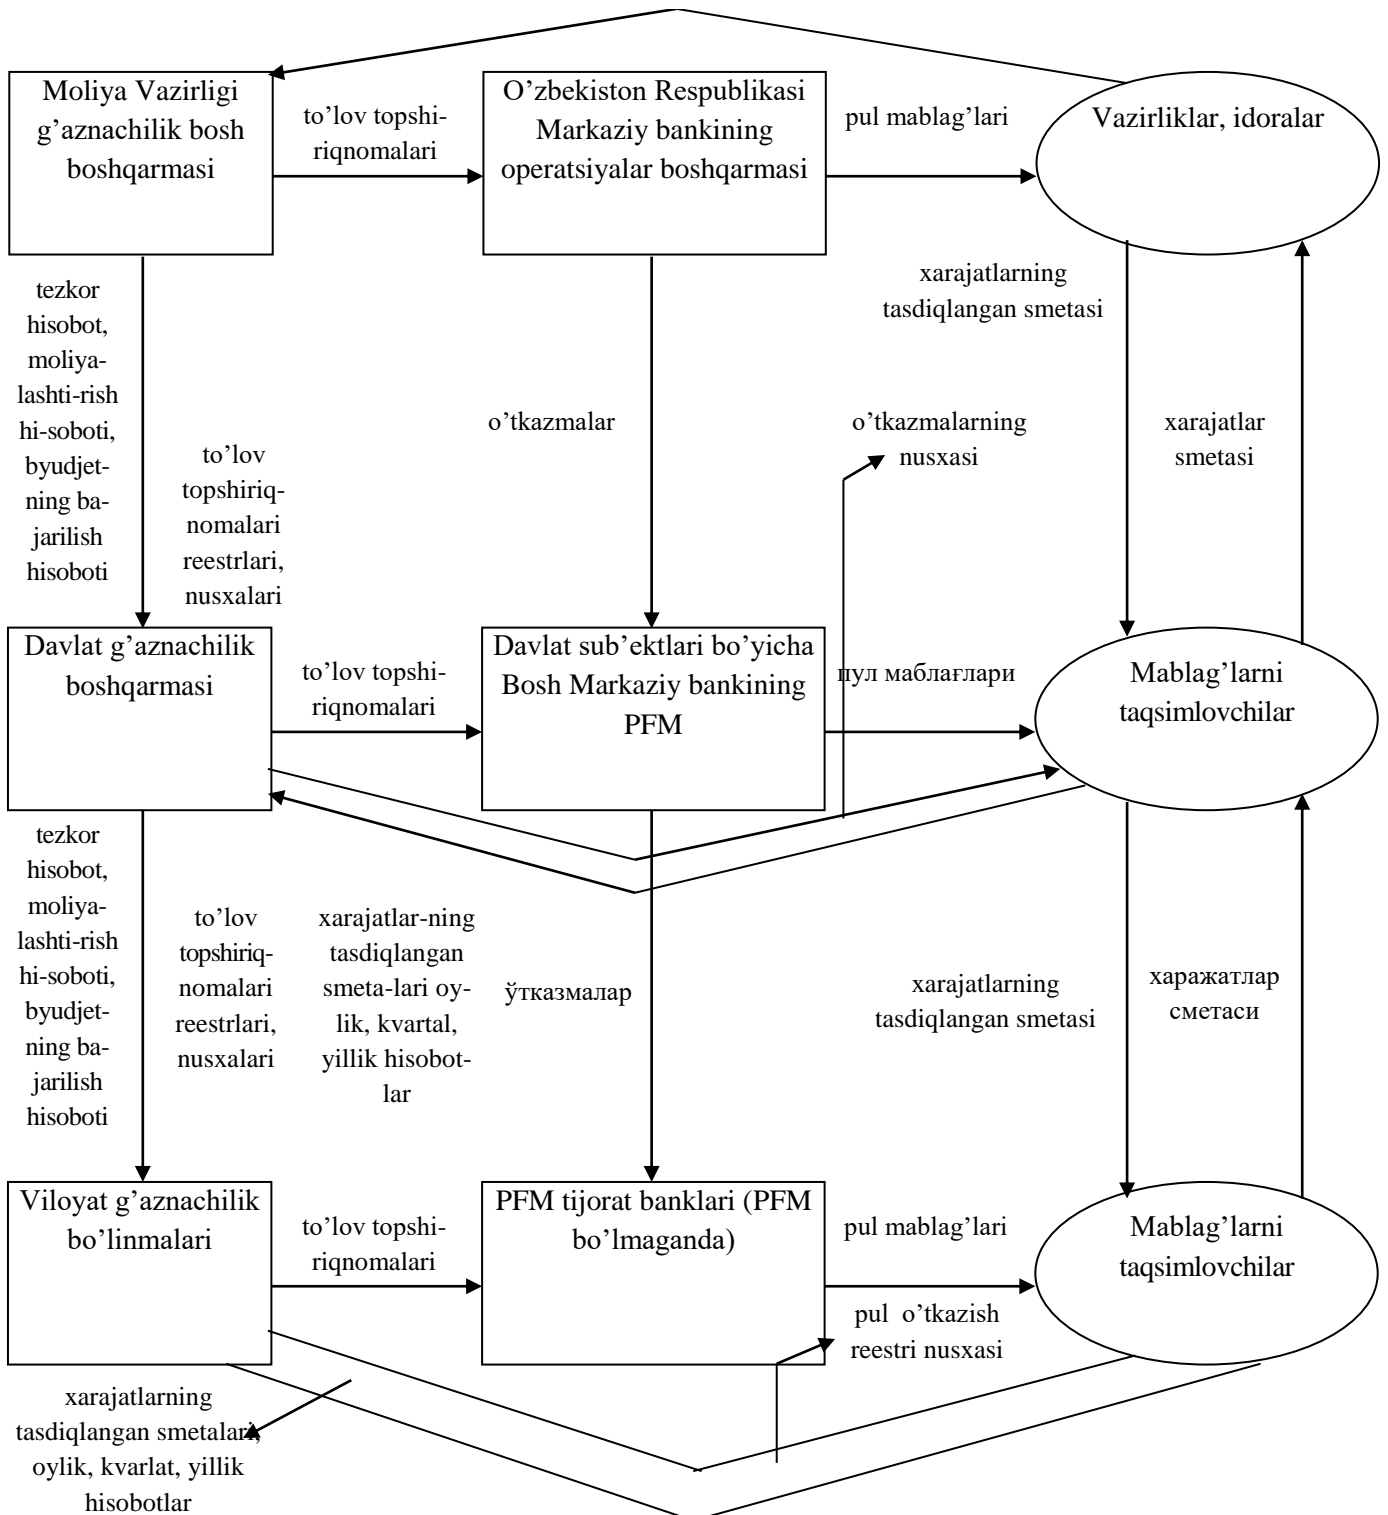 Moliya Vazirligi
g’aznachilik bosh
boshqarmasi
to’lov topshi-
riqnomalari
O’zbekiston Respublikasi
Markaziy bankining
operatsiyalar boshqarmasi
pul mablag’lari
Vazirliklar, idoralar
tezkor
hisobot,
moliya-
lashti-rish
hi-soboti,
byudjet-
ning ba-
jarilish
hisoboti
to’lov
topshiriq-
nomalari
reestrlari,
nusxalari
o’tkazmalar
xarajatlarning
tasdiqlangan smetasi
o’tkazmalarning
nusxasi
xarajatlar
smetasi
Davlat g’aznachilik
boshqarmasi
to’lov topshi-
riqnomalari
Davlat sub’ektlari bo’yicha
Bosh Markaziy bankining
PFM
пул маблағлари
Mablag’larni
taqsimlovchilar
tezkor
hisobot,
moliya-
lashti-rish
hi-soboti,
byudjet-
ning ba-
jarilish
hisoboti
to’lov
topshiriq-
nomalari
reestrlari,
nusxalari
xarajatlar-ning
tasdiqlangan
smeta-lari oy-
lik, kvartal,
yillik hisobot-
lar
ўтказмалар
xarajatlarning
tasdiqlangan smetasi
харажатлар
сметаси
Viloyat g’aznachilik
bo’linmalari
to’lov topshi-
riqnomalari
PFM tijorat banklari (PFM
bo’lmaganda)
pul mablag’lari
Mablag’larni
taqsimlovchilar
pul o’tkazish
reestri nusxasi
xarajatlarning
tasdiqlangan smetalari,
oylik, kvarlat, yillik
hisobotlar